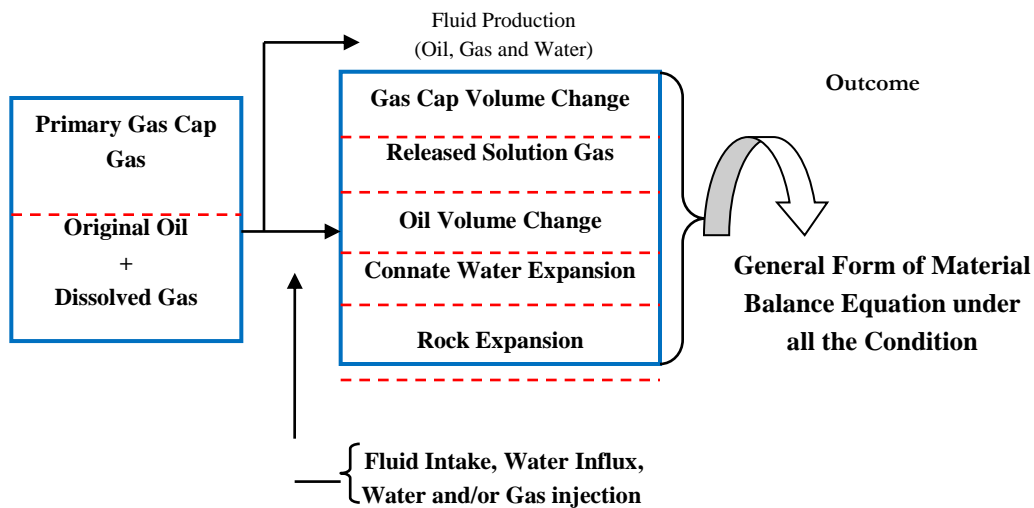 Fluid Production
(Oil, Gas and Water)
Primary Gas Cap
Gas
Original Oil
+
Dissolved Gas
Gas Cap Volume Change
Released Solution Gas
Oil Volume Change
Connate Water Expansion
Rock Expansion
Outcome
General Form of Material
Balance Equation under
all the Condition
Fluid Intake, Water Influx,
Water and/or Gas injection